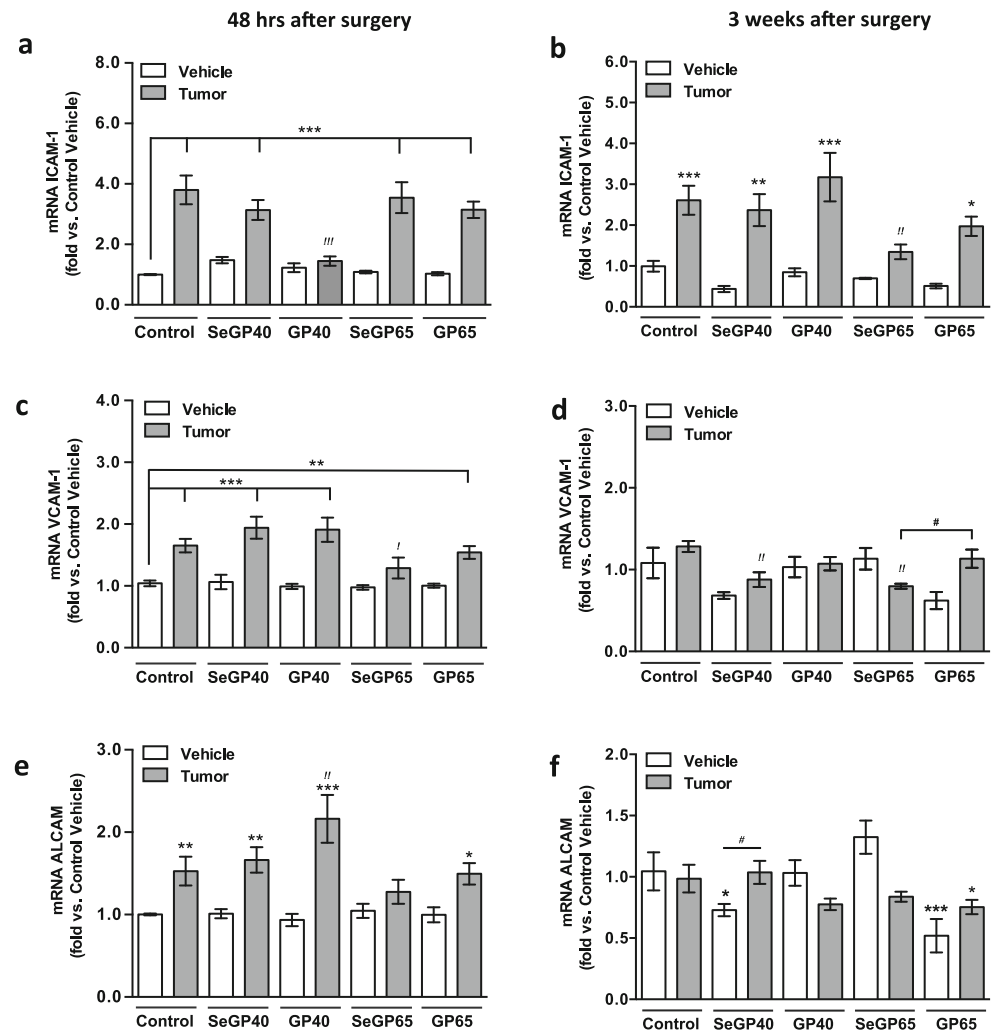 48 hrs after surgery
3 weeks after surgery
a
mRNA ICAM-1
(fold vs. Control Vehicle)
8.0
6.0
4.0
2.0
0.0
Vehicle
Tumor
***
!!!
Control SeGP40 GP40 SeGP65 GP65
b
mRNA ICAM-1
(fold vs. Control Vehicle)
6.0
5.0
4.0
3.0
2.0
1.0
0.0
Vehicle
Tumor
*** ** *** !! *
Control SeGP40 GP40 SeGP65 GP65
c
mRNA VCAM-1
(fold vs. Control Vehicle)
4.0
3.0
2.0
1.0
0.0
Vehicle
Tumor
**
***
!
Control SeGP40 GP40 SeGP65 GP65
d
mRNA VCAM-1
(fold vs. Control Vehicle)
3.0
2.0
1.0
0.0
Vehicle
Tumor
#
!! !!
Control SeGP40 GP40 SeGP65 GP65
e
mRNA ALCAM
(fold vs. Control Vehicle)
3.0
2.0
1.0
0.0
Vehicle
Tumor
!!
** ** *** *
Control SeGP40 GP40 SeGP65 GP65
f
mRNA ALCAM
(fold vs. Control Vehicle)
2.0
1.5
1.0
0.5
0.0
Vehicle
Tumor
#
* *** *
Control SeGP40 GP40 SeGP65 GP65